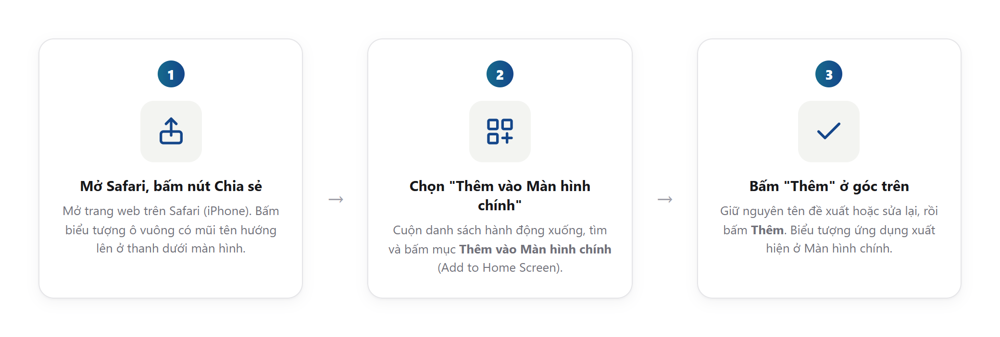 1
Mở Safari, bấm nút Chia sẻ
Mở trang web trên Safari (iPhone). Bấm
biểu tượng ô vuông có mũi tên hướng
lên ở thanh dưới màn hình.
→
2
Chọn "Thêm vào Màn hình
chính"
Cuộn danh sách hành động xuống, tìm
và bấm mục Thêm vào Màn hình chính
(Add to Home Screen).
→
3
Bấm "Thêm" ở góc trên
Giữ nguyên tên đề xuất hoặc sửa lại, rồi
bấm Thêm. Biểu tượng ứng dụng xuất
hiện ở Màn hình chính.